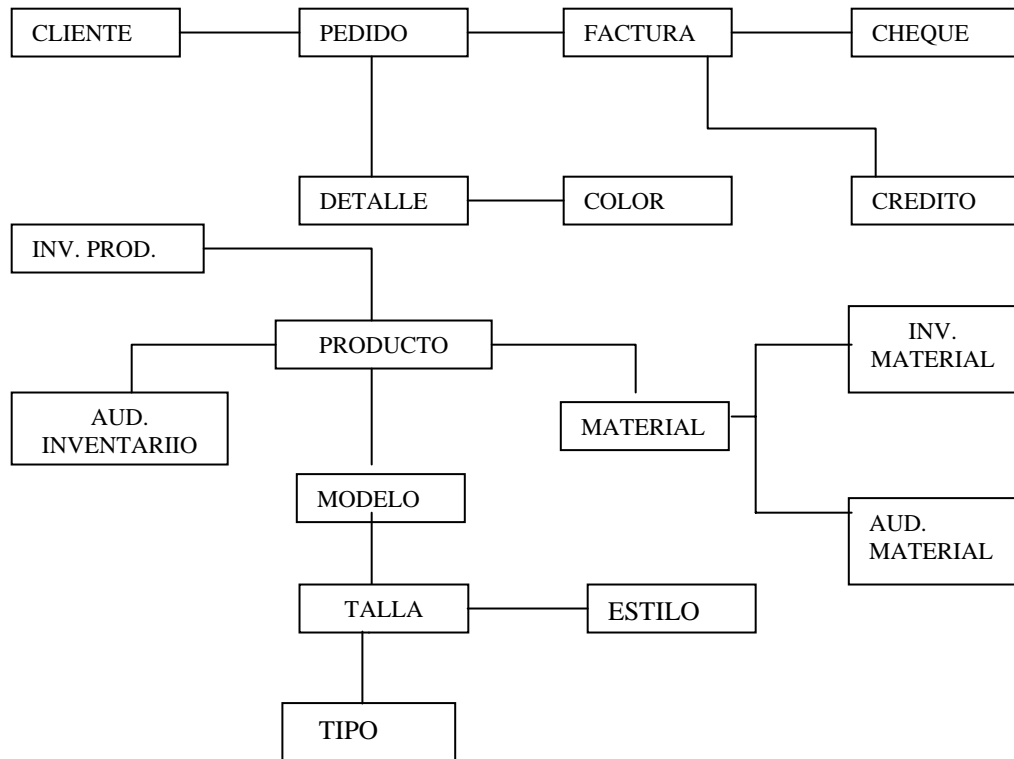 CLIENTE
PEDIDO
FACTURA
CHEQUE
DETALLE
COLOR
CREDITO
INV. PROD.
PRODUCTO
INV.
MATERIAL
AUD.
INVENTARIIO
MATERIAL
MODELO
AUD.
MATERIAL
TALLA
ESTILO
TIPO